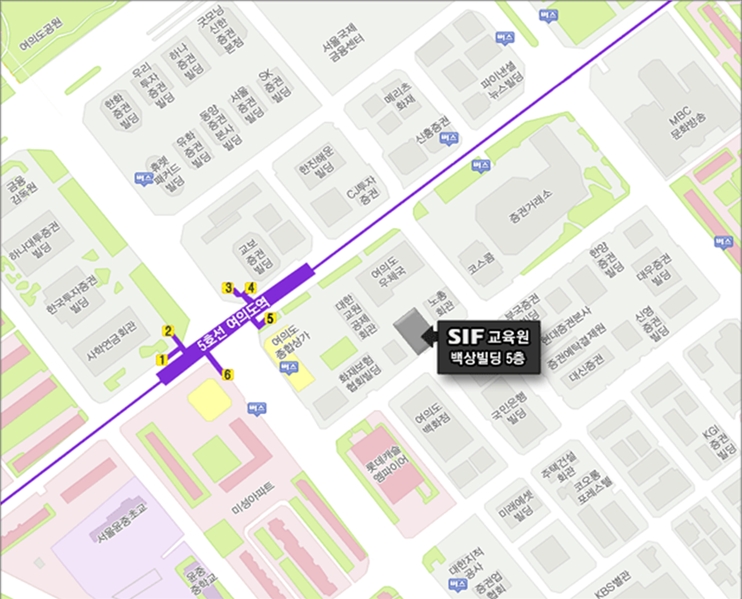 여의도공원
굿모닝
신한
증권
본점
하나
증권
빌딩
우리
투자
증권
빌딩
한화
증권
빌딩
서울국제
금융센터
SK
증권
빌딩
서울
증권
빌딩
동양
증권
본사
빌딩
유화
증권
빌딩
휴렛
팩커드
빌딩
버스
버스
버스
파이낸셜
뉴스빌딩
메리츠
화재
신흥증권
버스
MBC
문화방송
한진해운
빌딩
CJ투자
증권
버스
증권거래소
코스콤
금융
감독원
하나대투증권
빌딩
한국투자증권
빌딩
사학연금회관
교보
증권
빌딩
버스
3
4
5
2
1
6
5호선 여의도역
여의도
우체국
대한
교원
공제
회관
노총
회관
여의도
종합상가
버스
화재보험
협회빌딩
SIF 교육원
백상빌딩 5층
한양
증권
빌딩
대우증권
빌딩
부국증권
빌딩
현대증권본사
증권예탁결제원
대신증권
신영
증권
빌딩
국민은행
빌딩
여의도
백화점
버스
롯데캐슬
엠파이어
미성아파트
서울윤중초교
윤중
중학교
주택건설
회관
코오롱
포레스텔
미래에셋
빌딩
KGI
증권
빌딩
대한지적
공사
버스
증권업
협회
KBS별관